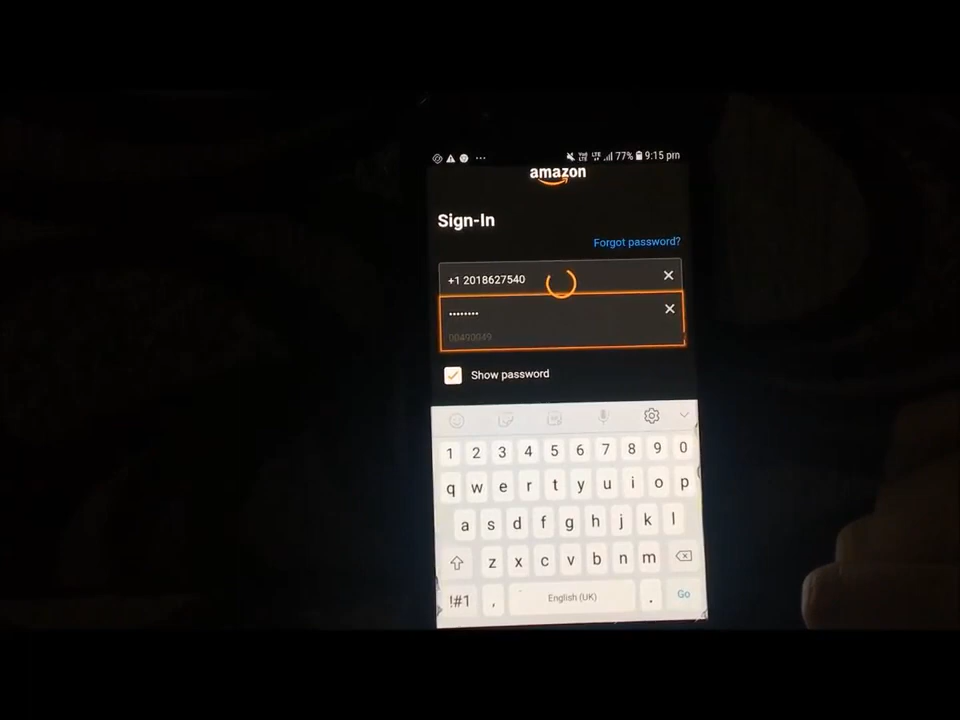 77% 9:15 pm
amazon
Sign-In
Forgot password?
+1 2018627540
••••••••
00490049
Show password
1 2 3 4 5 6 7 8 9 0
q w e r t y u i o p
a s d f g h j k l
z x c v b n m
!#1 , English (UK) . Go